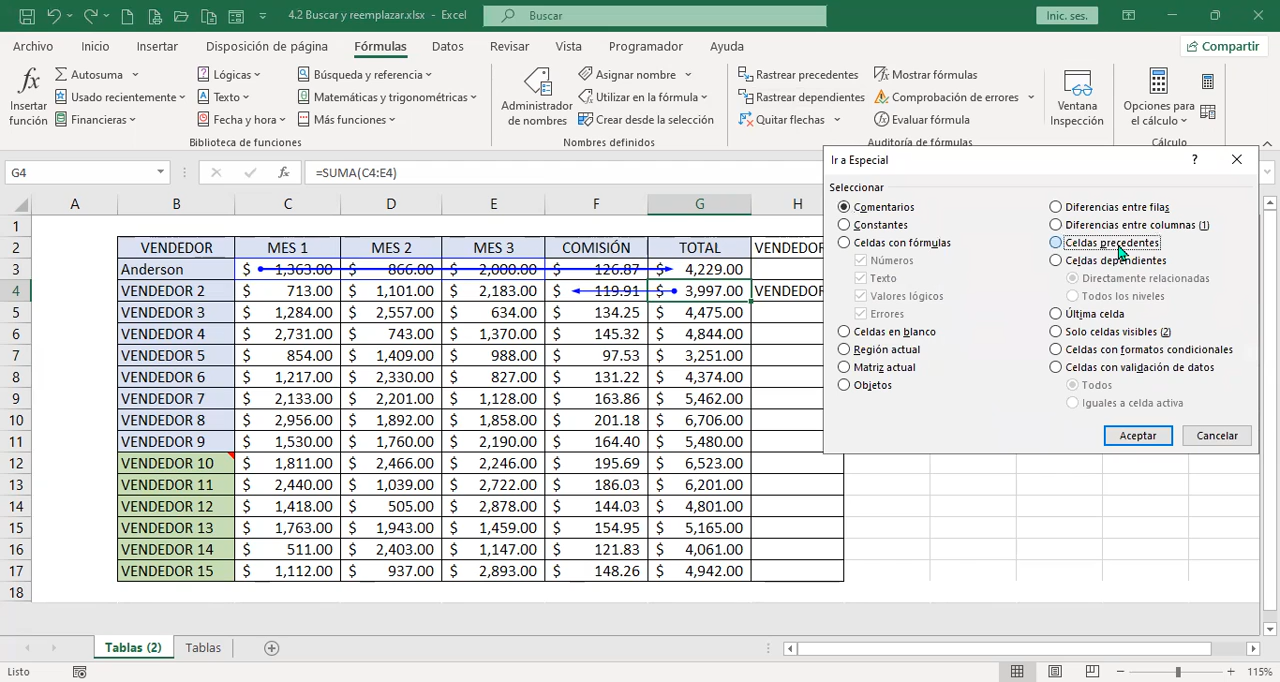 4.2 Buscar y reemplazar.xlsx - Excel
Buscar
Inic. ses.
Archivo Inicio Insertar Disposición de página Fórmulas Datos Revisar Vista Programador Ayuda
Compartir
fx Insertar función
Autosuma
Usado recientemente
Financieras
Lógicas
Texto
Fecha y hora
Búsqueda y referencia
Matemáticas y trigonométricas
Más funciones
Biblioteca de funciones
Administrador de nombres
Asignar nombre
Utilizar en la fórmula
Crear desde la selección
Nombres definidos
Rastrear precedentes
Rastrear dependientes
Quitar flechas
Mostrar fórmulas
Comprobación de errores
Evaluar fórmula
Auditoría de fórmulas
Ventana Inspección
Opciones para el cálculo
Cálculo
G4 fx =SUMA(C4:E4)
A B C D E F G H
1
2 VENDEDOR MES 1 MES 2 MES 3 COMISIÓN TOTAL VENDEDOR
3 Anderson $ 1,363.00 $ 866.00 $ 2,000.00 $ 126.87 $ 4,229.00
4 VENDEDOR 2 $ 713.00 $ 1,101.00 $ 2,183.00 $ 119.91 $ 3,997.00 VENDEDOR
5 VENDEDOR 3 $ 1,284.00 $ 2,557.00 $ 634.00 $ 134.25 $ 4,475.00
6 VENDEDOR 4 $ 2,731.00 $ 743.00 $ 1,370.00 $ 145.32 $ 4,844.00
7 VENDEDOR 5 $ 854.00 $ 1,409.00 $ 988.00 $ 97.53 $ 3,251.00
8 VENDEDOR 6 $ 1,217.00 $ 2,330.00 $ 827.00 $ 131.22 $ 4,374.00
9 VENDEDOR 7 $ 2,133.00 $ 2,201.00 $ 1,128.00 $ 163.86 $ 5,462.00
10 VENDEDOR 8 $ 2,956.00 $ 1,892.00 $ 1,858.00 $ 201.18 $ 6,706.00
11 VENDEDOR 9 $ 1,530.00 $ 1,760.00 $ 2,190.00 $ 164.40 $ 5,480.00
12 VENDEDOR 10 $ 1,811.00 $ 2,466.00 $ 2,246.00 $ 195.69 $ 6,523.00
13 VENDEDOR 11 $ 2,440.00 $ 1,039.00 $ 2,722.00 $ 186.03 $ 6,201.00
14 VENDEDOR 12 $ 1,418.00 $ 505.00 $ 2,878.00 $ 144.03 $ 4,801.00
15 VENDEDOR 13 $ 1,763.00 $ 1,943.00 $ 1,459.00 $ 154.95 $ 5,165.00
16 VENDEDOR 14 $ 511.00 $ 2,403.00 $ 1,147.00 $ 121.83 $ 4,061.00
17 VENDEDOR 15 $ 1,112.00 $ 937.00 $ 2,893.00 $ 148.26 $ 4,942.00
18
Ir a Especial ?
Seleccionar
Comentarios
Constantes
Celdas con fórmulas
Números
Texto
Valores lógicos
Errores
Celdas en blanco
Región actual
Matriz actual
Objetos
Diferencias entre filas
Diferencias entre columnas (1)
Celdas precedentes
Celdas dependientes
Directamente relacionadas
Todos los niveles
Última celda
Solo celdas visibles (2)
Celdas con formatos condicionales
Celdas con validación de datos
Todos
Iguales a celda activa
Aceptar Cancelar
Tablas (2) Tablas
Listo
115%